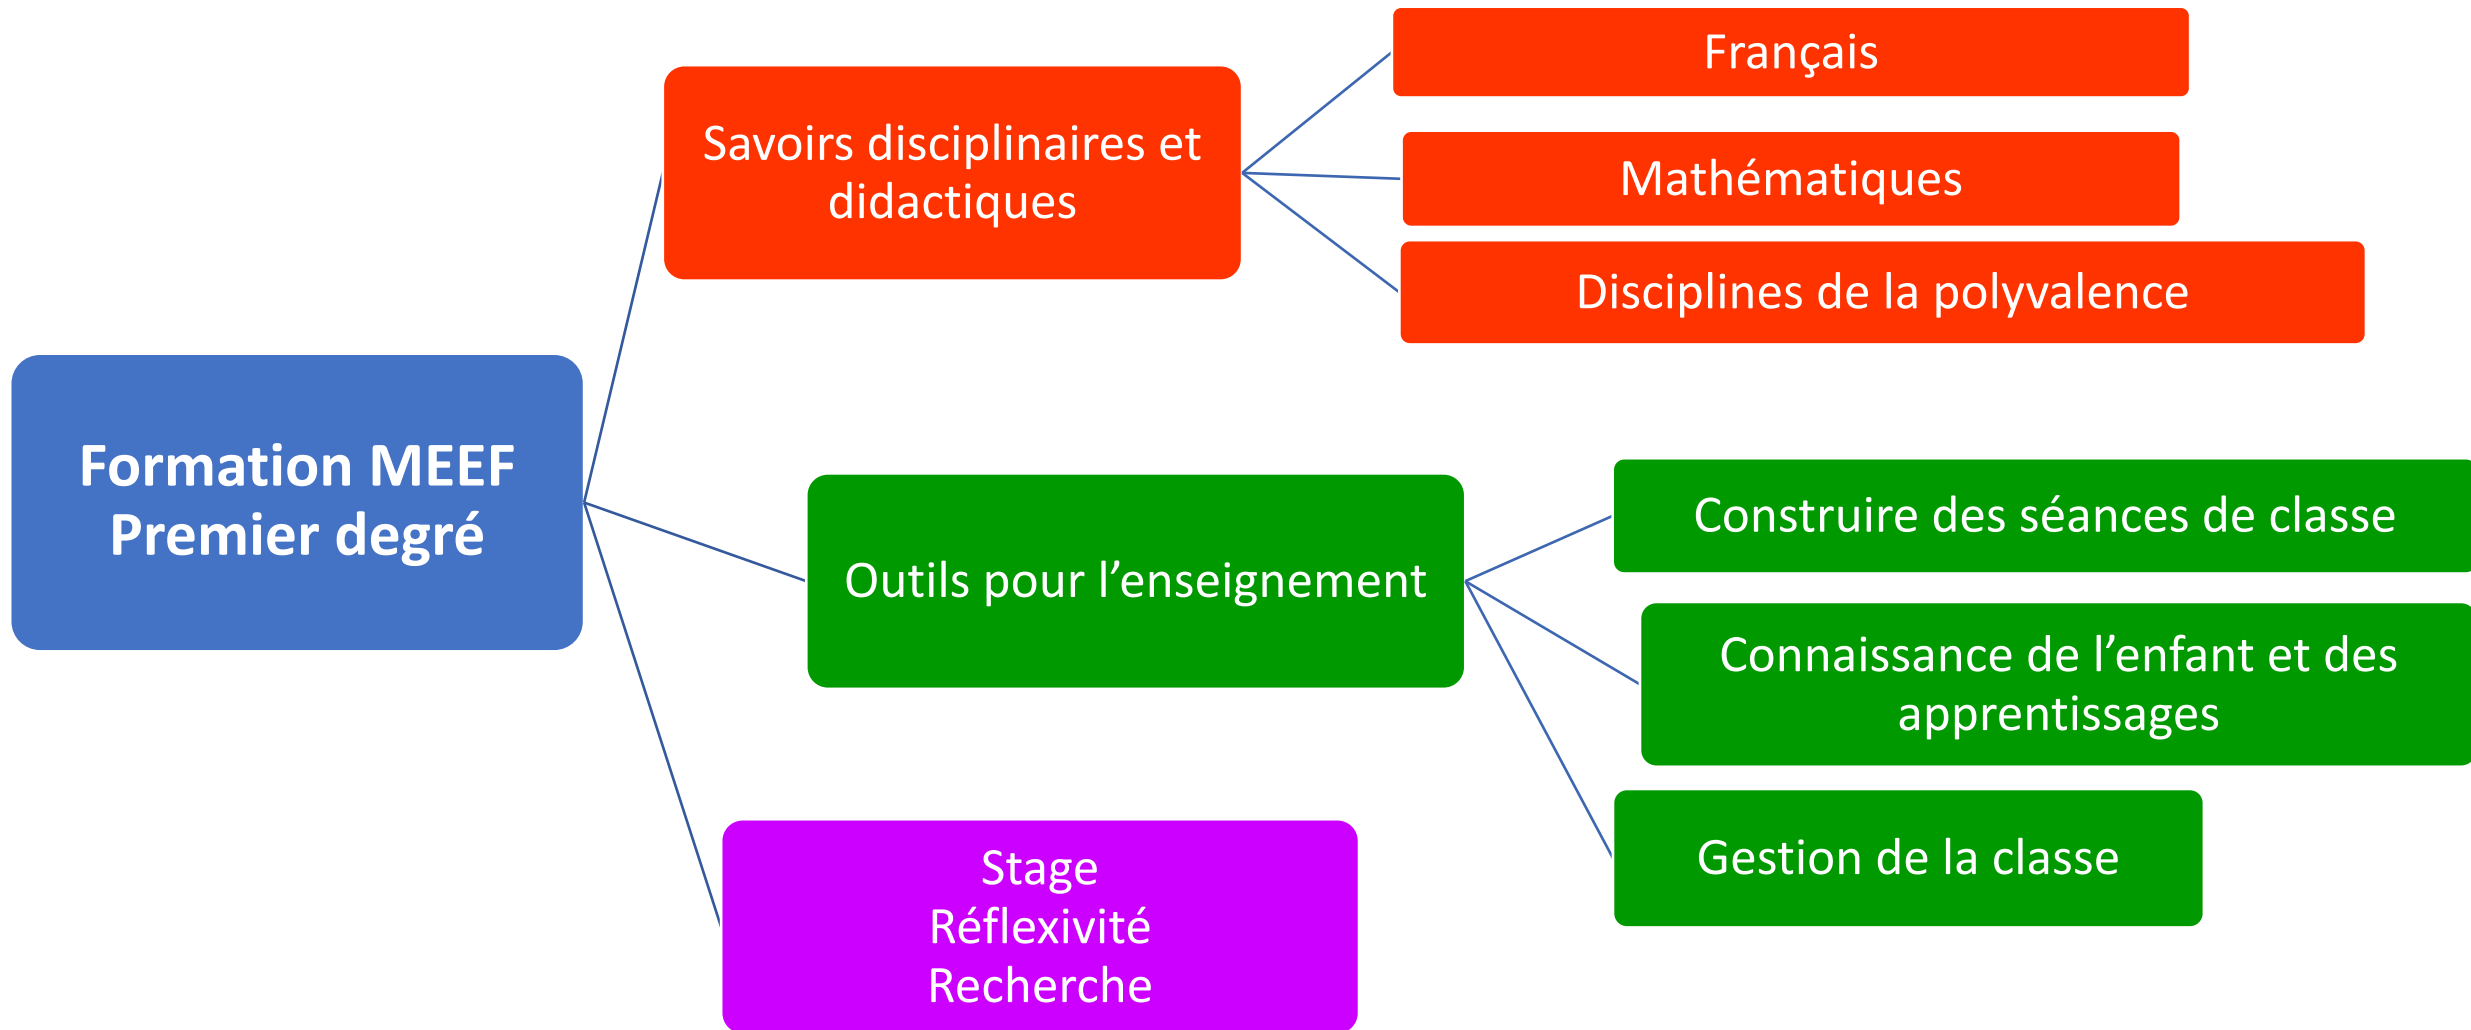 Formation MEEF
Premier degré
Savoirs disciplinaires et
didactiques
Français
Mathématiques
Disciplines de la polyvalence
Outils pour l’enseignement
Construire des séances de classe
Connaissance de l’enfant et des
apprentissages
Gestion de la classe
Stage
Réflexivité
Recherche